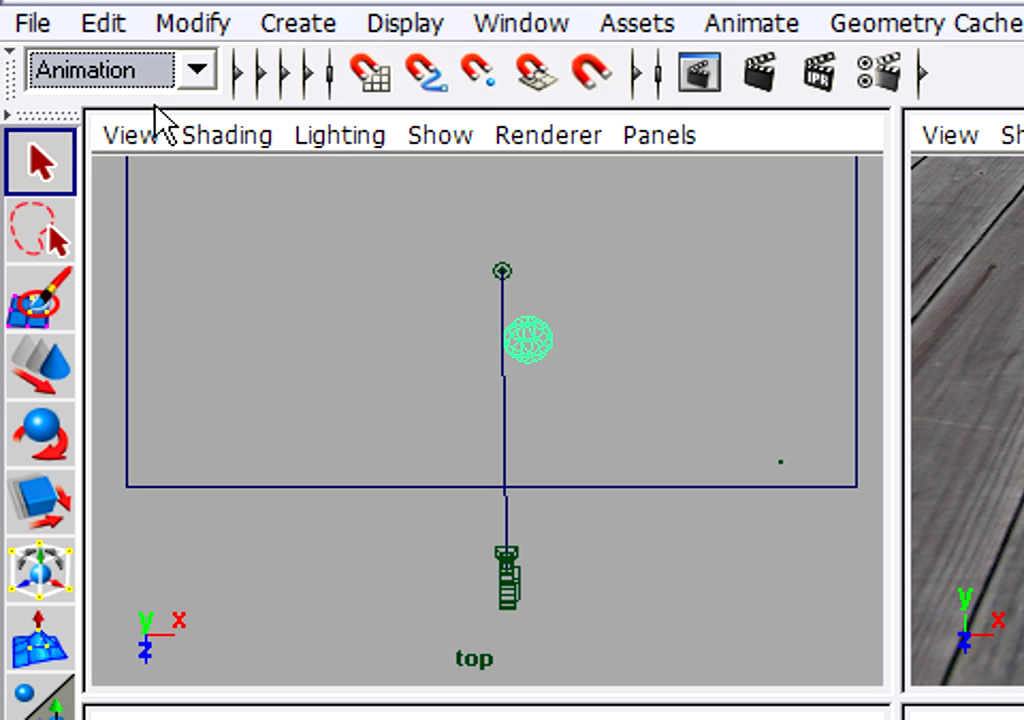 File Edit Modify Create Display Window Assets Animate Geometry Cache
Animation
IPR
View Shading Lighting Show Renderer Panels
View Sh
y x
z
top
y x
z